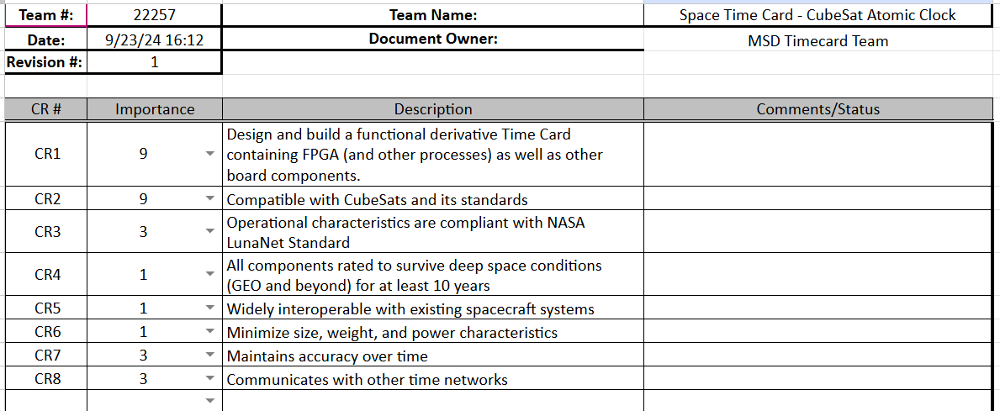 Team #: 22257 Team Name: Space Time Card - CubeSat Atomic Clock
Date: 9/23/24 16:12 Document Owner: MSD Timecard Team
Revision #: 1
CR # Importance Description Comments/Status
CR1 9 Design and build a functional derivative Time Card
containing FPGA (and other processes) as well as other
board components.
CR2 9 Compatible with CubeSats and its standards
CR3 3 Operational characteristics are compliant with NASA
LunaNet Standard
CR4 1 All components rated to survive deep space conditions
(GEO and beyond) for at least 10 years
CR5 1 Widely interoperable with existing spacecraft systems
CR6 1 Minimize size, weight, and power characteristics
CR7 3 Maintains accuracy over time
CR8 3 Communicates with other time networks